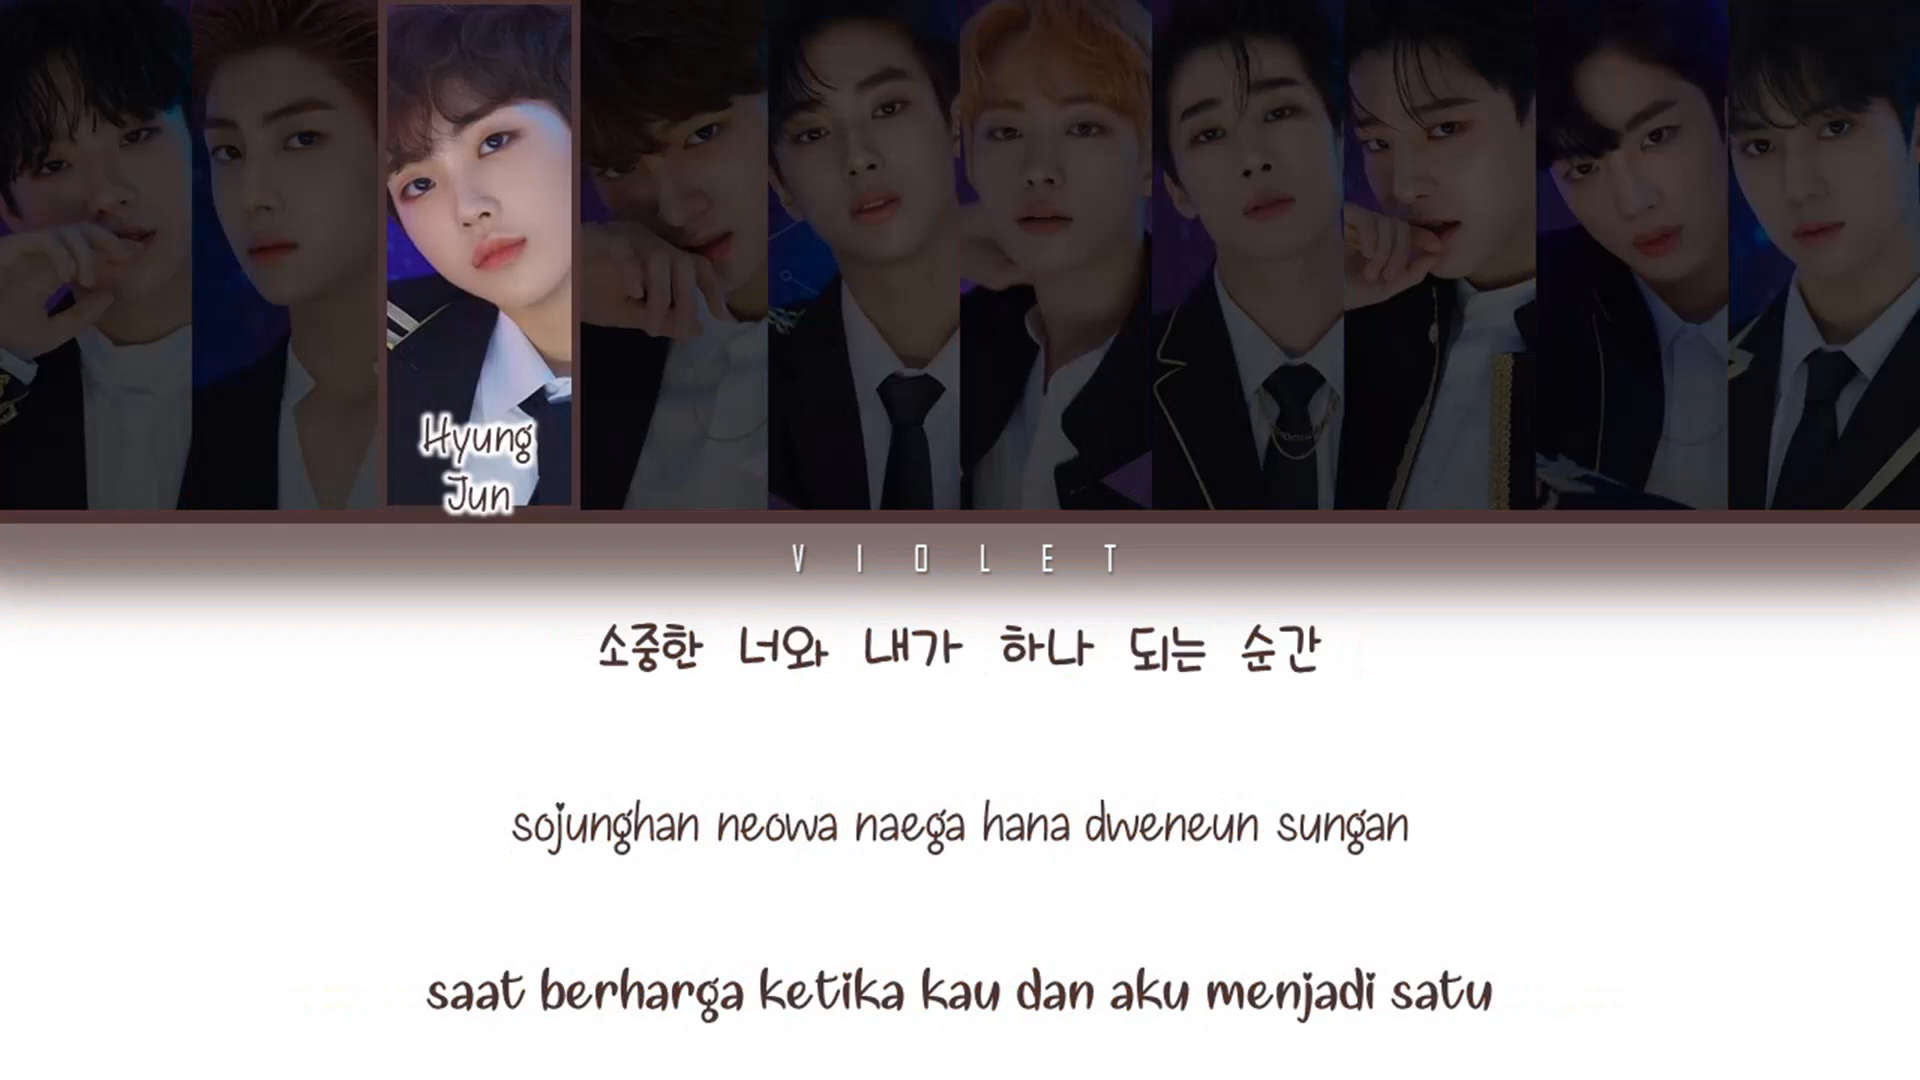 Hyung
Jun
VIOLET
소중한 너와 내가 하나 되는 순간
sojunghan neowa naega hana dweneun sungan
saat berharga ketika kau dan aku menjadi satu